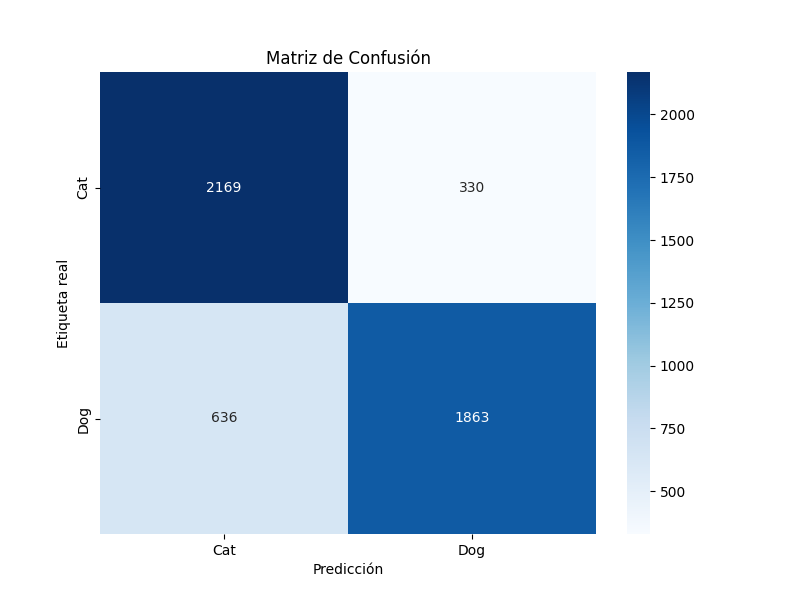 Matriz de Confusión
Etiqueta real
Cat
2169
330
Dog
636
1863
Cat
Dog
Predicción
2000
1750
1500
1250
1000
750
500